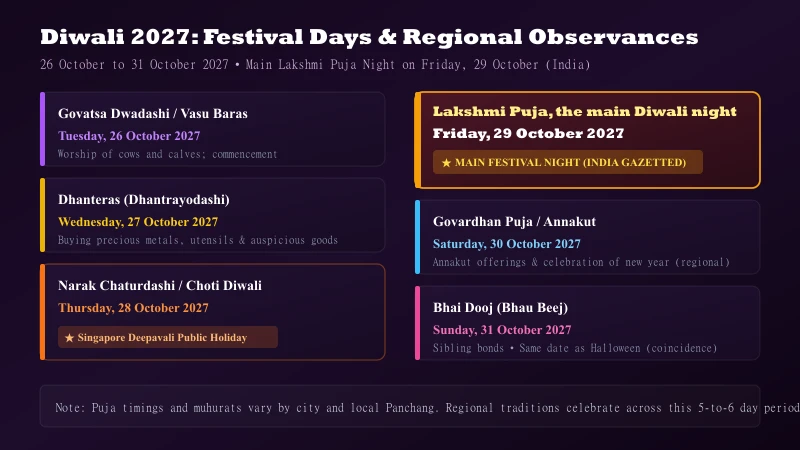 Diwali 2027: Festival Days & Regional Observances
26 October to 31 October 2027 • Main Lakshmi Puja Night on Friday, 29 October (India)
Govatsa Dwadashi / Vasu Baras
Tuesday, 26 October 2027
Worship of cows and calves; commencement
Dhanteras (Dhantrayodashi)
Wednesday, 27 October 2027
Buying precious metals, utensils & auspicious goods
Narak Chaturdashi / Choti Diwali
Thursday, 28 October 2027
★ Singapore Deepavali Public Holiday
Lakshmi Puja, the main Diwali night
Friday, 29 October 2027
★ MAIN FESTIVAL NIGHT (INDIA GAZETTED)
Govardhan Puja / Annakut
Saturday, 30 October 2027
Annakut offerings & celebration of new year (regional)
Bhai Dooj (Bhau Beej)
Sunday, 31 October 2027
Sibling bonds • Same date as Halloween (coincidence)
Note: Puja timings and muhurats vary by city and local Panchang. Regional traditions celebrate across this 5-to-6 day period